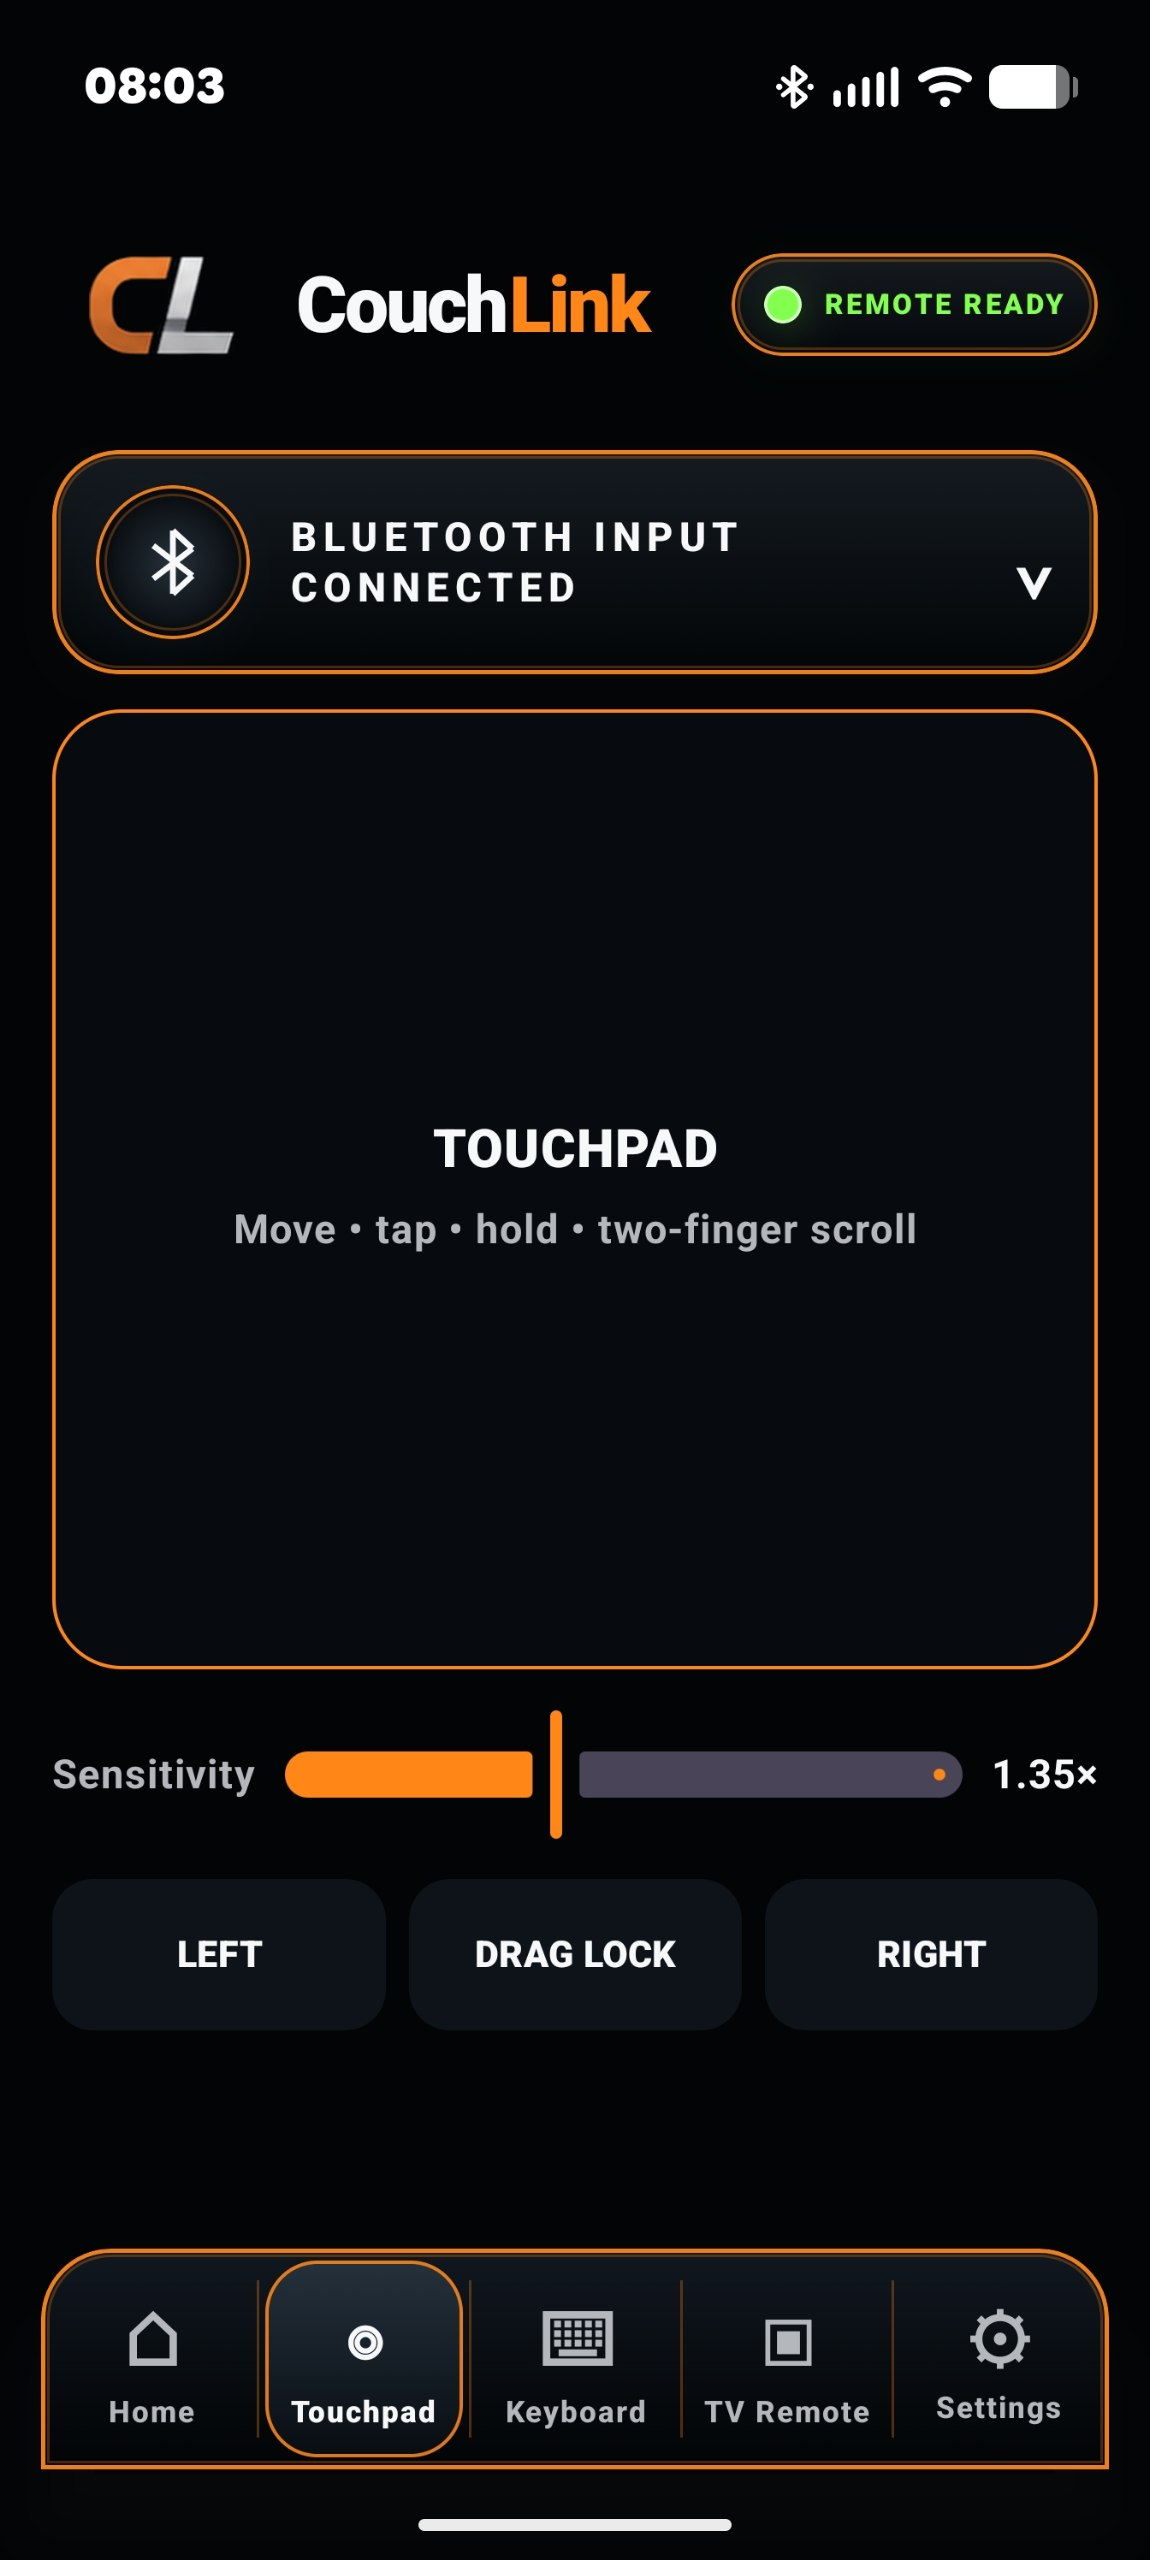 08:03
CL
CouchLink
REMOTE READY
BLUETOOTH INPUT
CONNECTED
TOUCHPAD
Move • tap • hold • two-finger scroll
Sensitivity
1.35×
LEFT
DRAG LOCK
RIGHT
Home
Touchpad
Keyboard
TV Remote
Settings